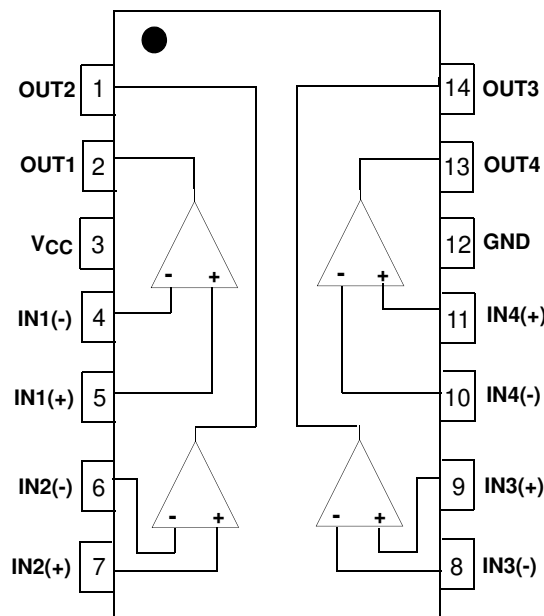 OUT2 1 14 OUT3
OUT1 2 13 OUT4
VCC 3 12 GND
- + - +
IN1(-) 4 11 IN4(+)
IN1(+) 5 10 IN4(-)
IN2(-) 6 9 IN3(+)
- + - +
IN2(+) 7 8 IN3(-)